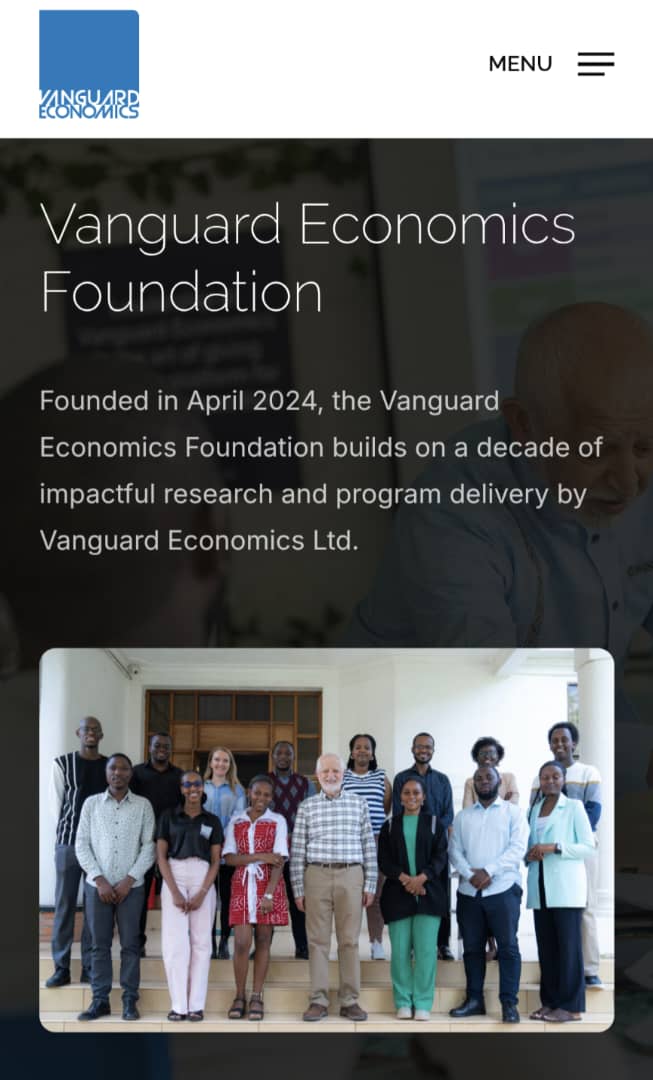 VANGUARD
ECONOMICS
MENU
Vanguard Economics
Foundation
Founded in April 2024, the Vanguard
Economics Foundation builds on a decade of
impactful research and program delivery by
Vanguard Economics Ltd.